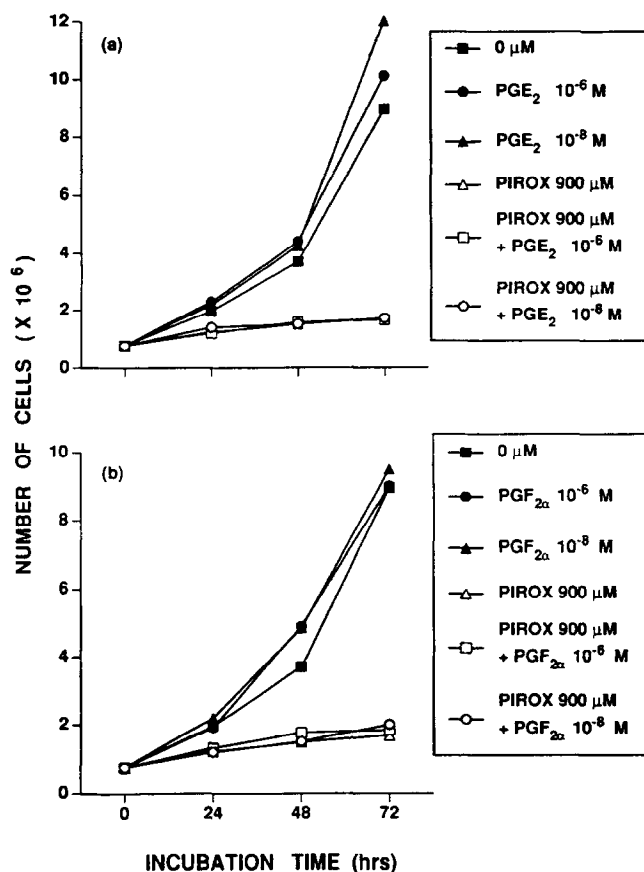 NUMBER OF CELLS (X 10⁶)
(a)
12
10
8
6
4
2
0
0 μM
PGE₂ 10⁻⁶ M
PGE₂ 10⁻⁸ M
PIROX 900 μM
PIROX 900 μM
+ PGE₂ 10⁻⁶ M
PIROX 900 μM
+ PGE₂ 10⁻⁸ M
(b)
10
8
6
4
2
0
0 24 48 72
INCUBATION TIME (hrs)
0 μM
PGF₂α 10⁻⁶ M
PGF₂α 10⁻⁸ M
PIROX 900 μM
PIROX 900 μM
+ PGF₂α 10⁻⁶ M
PIROX 900 μM
+ PGF₂α 10⁻⁸ M